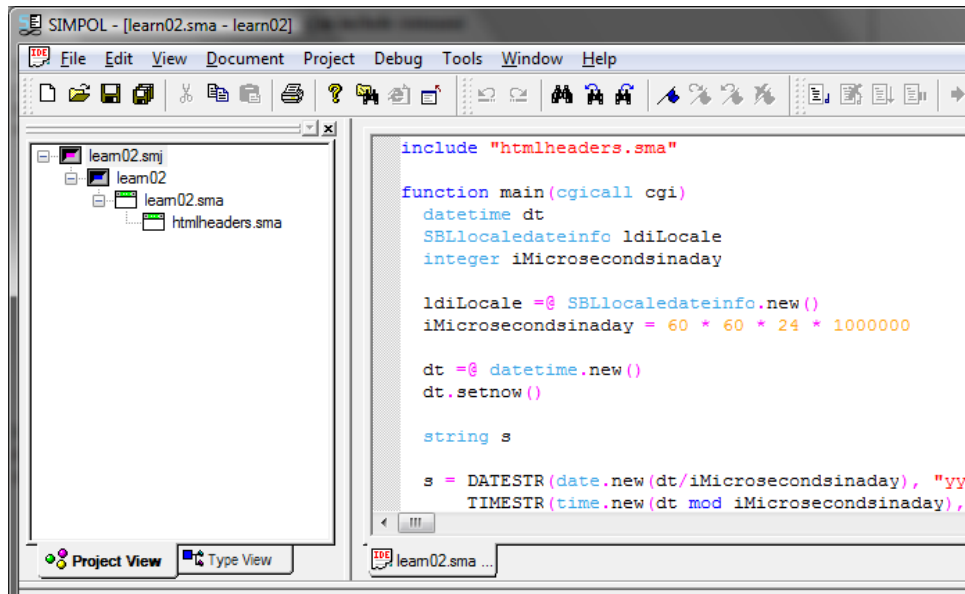 SIMPOL - [learn02.sma - learn02]
IDE File Edit View Document Project Debug Tools Window Help
learn02.smj
learn02
learn02.sma
htmlheaders.sma
Project View Type View
include "htmlheaders.sma"
function main(cgicall cgi)
datetime dt
SBLlocaledateinfo ldiLocale
integer iMicrosecondsinaday
ldiLocale =@ SBLlocaledateinfo.new()
iMicrosecondsinaday = 60 * 60 * 24 * 1000000
dt =@ datetime.new()
dt.setnow()
string s
s = DATESTR(date.new(dt/iMicrosecondsinaday), "yy
TIMESTR(time.new(dt mod iMicrosecondsinaday),
IDE learn02.sma ...